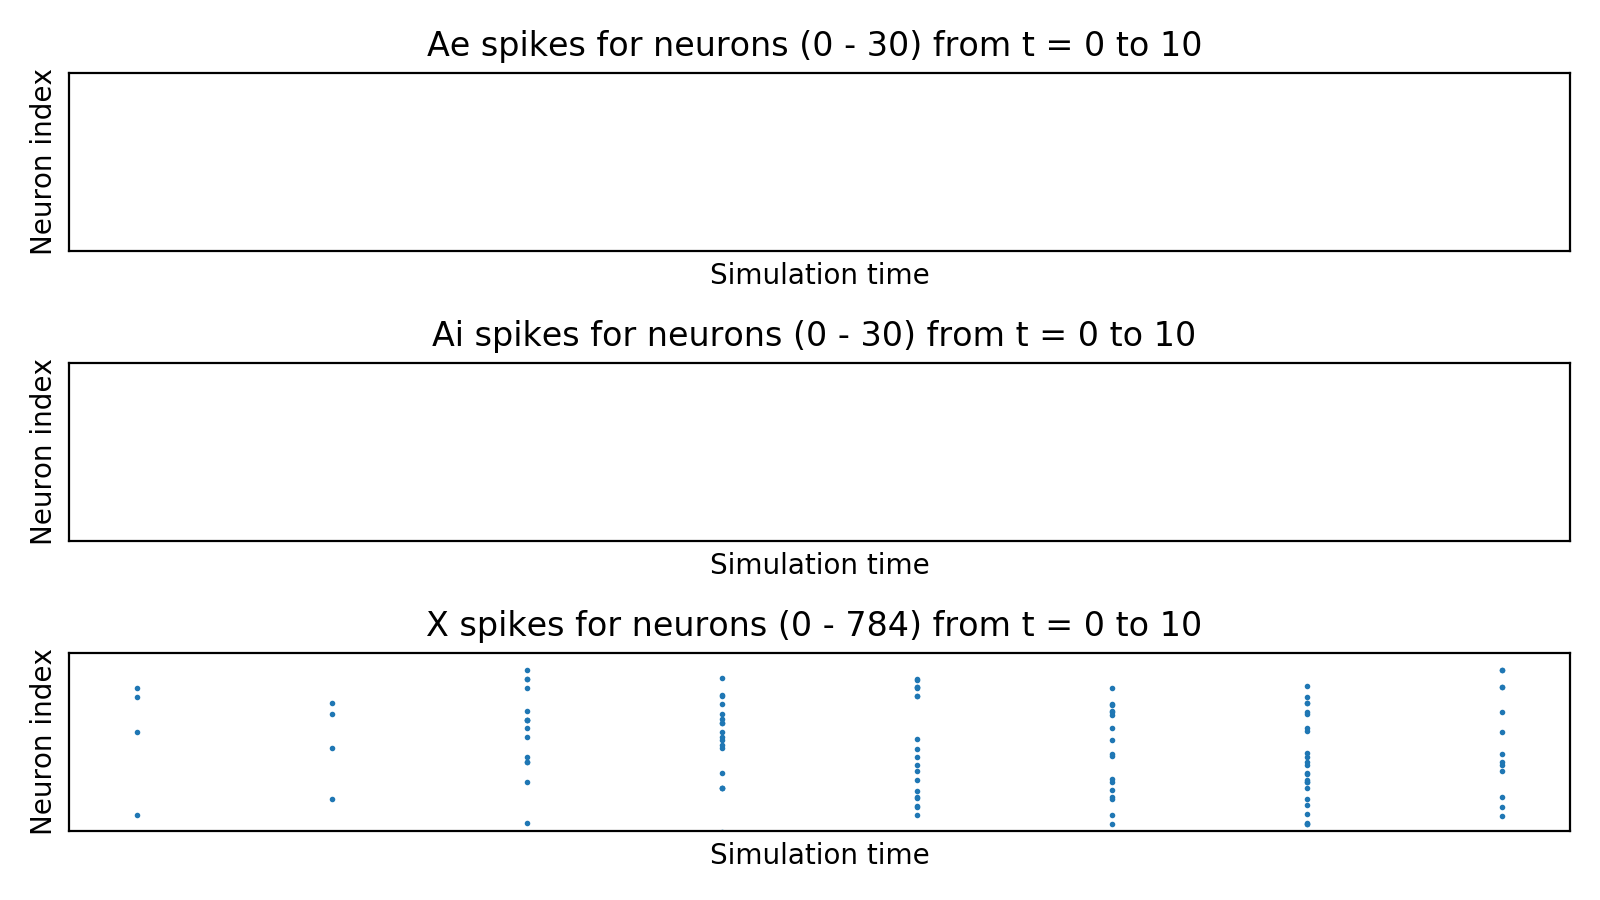 Ae spikes for neurons (0 - 30) from t = 0 to 10
Neuron index
Simulation time
Ai spikes for neurons (0 - 30) from t = 0 to 10
Neuron index
Simulation time
X spikes for neurons (0 - 784) from t = 0 to 10
Neuron index
Simulation time